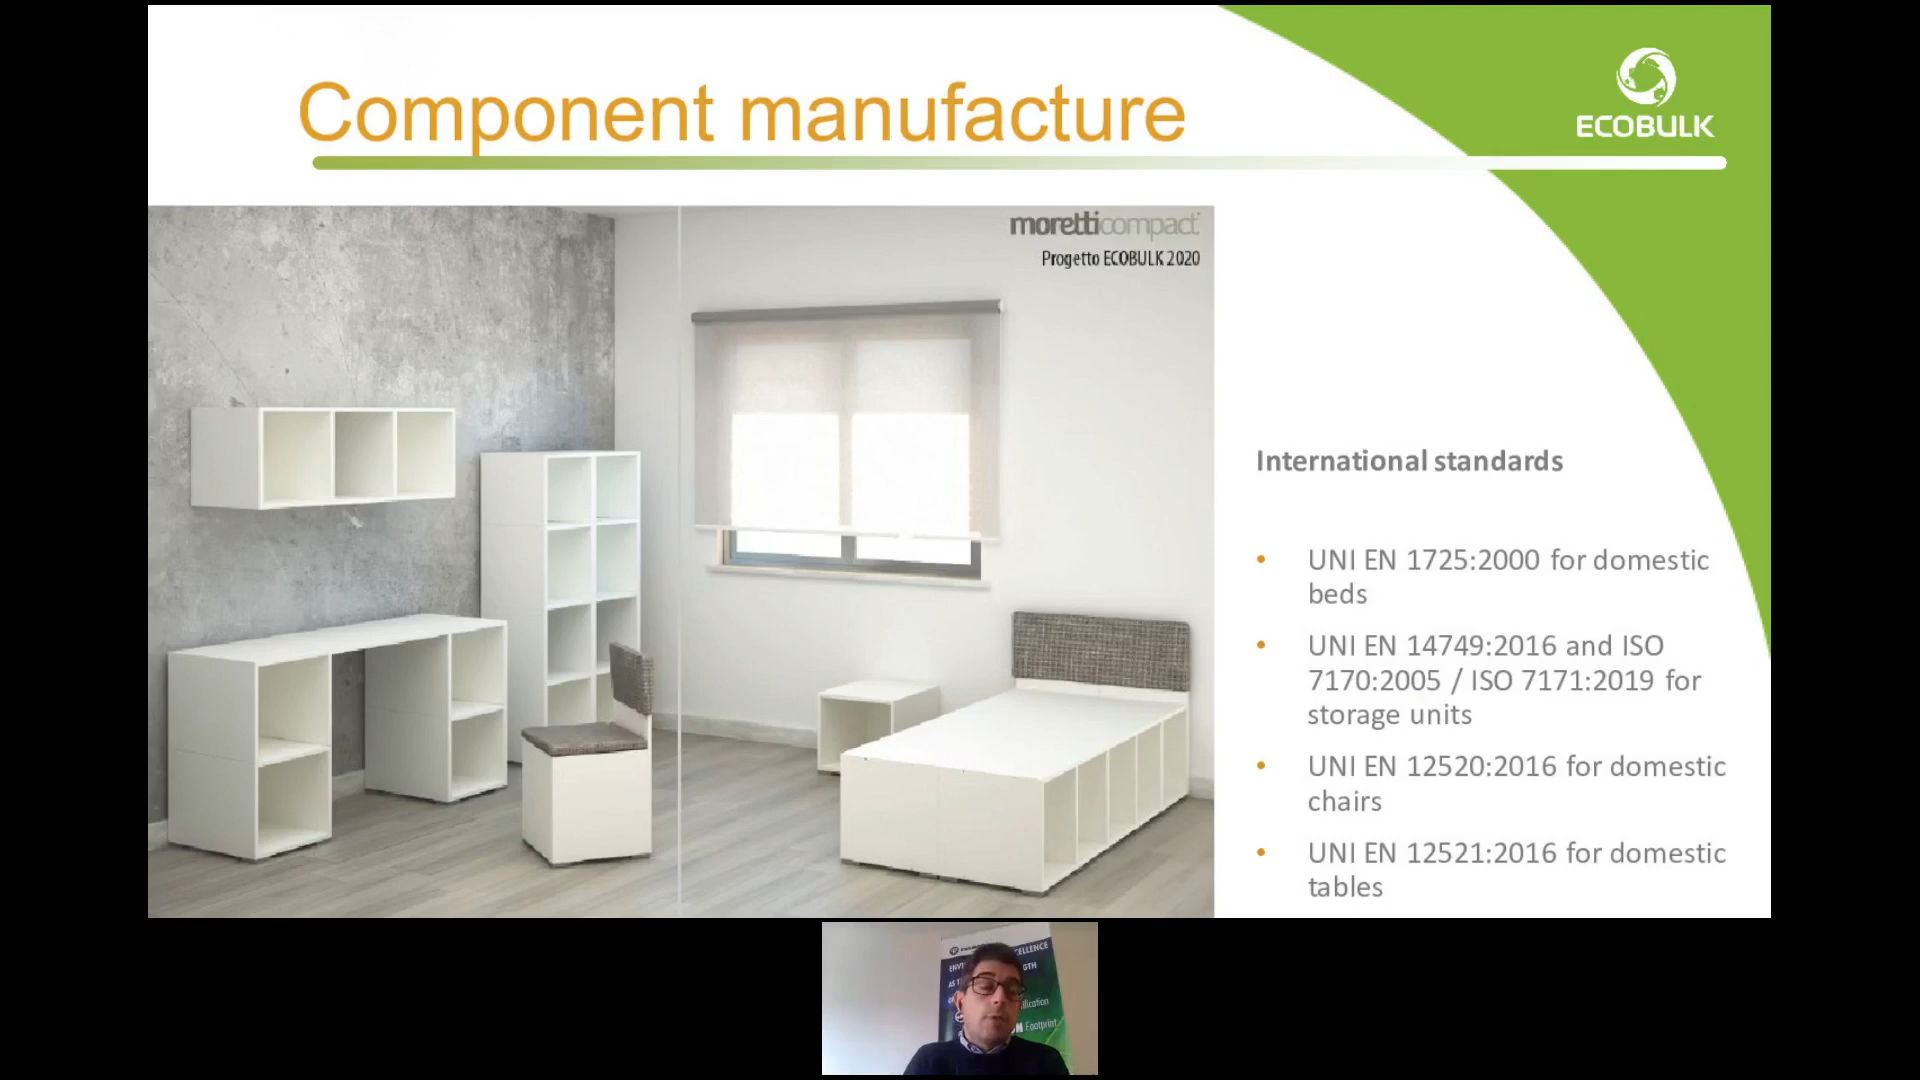 Component manufacture
ECOBULK
moretticompact
Progetto ECOBULK 2020
International standards
• UNI EN 1725:2000 for domestic
beds
• UNI EN 14749:2016 and ISO
7170:2005 / ISO 7171:2019 for
storage units
• UNI EN 12520:2016 for domestic
chairs
• UNI EN 12521:2016 for domestic
tables
Footprint